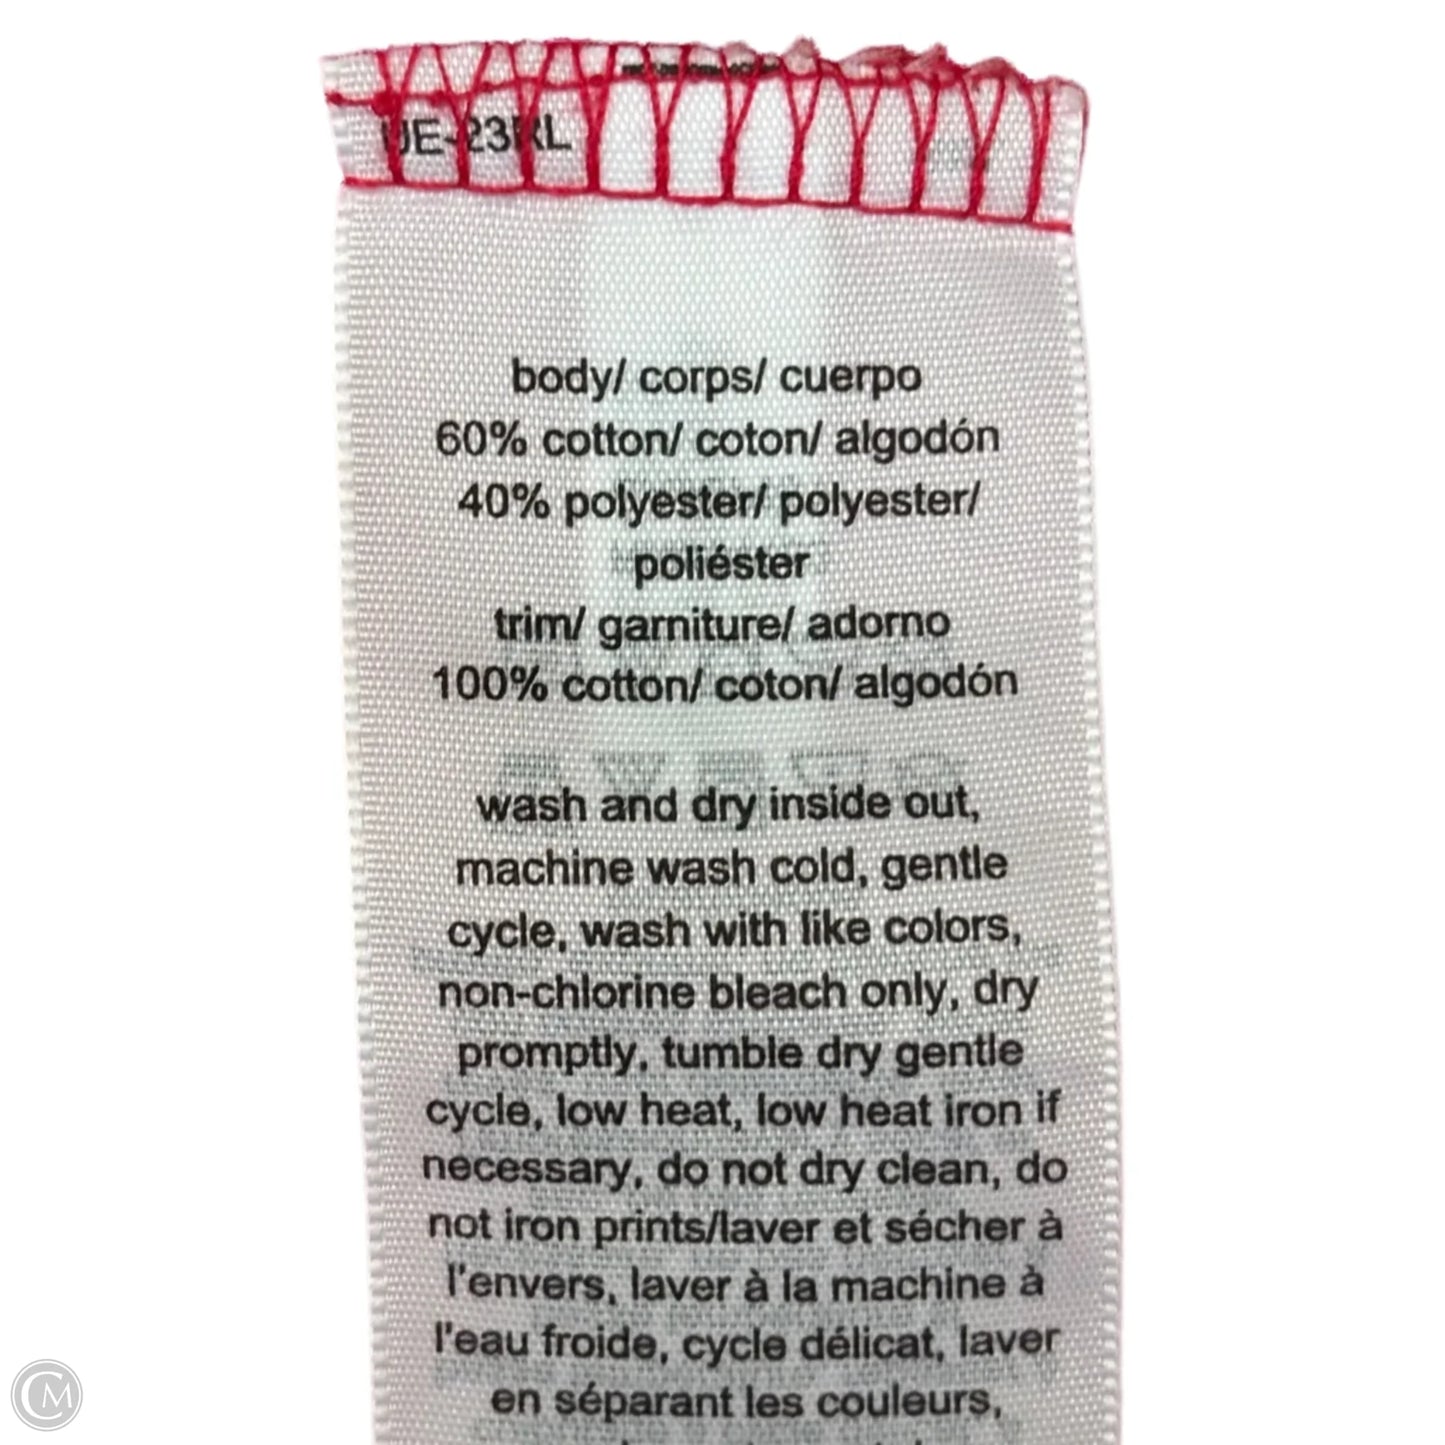 UE-23RL
body/ corps/ cuerpo
60% cotton/ coton/ algodón
40% polyester/ polyester/
poliéster
trim/ garniture/ adorno
100% cotton/ coton/ algodón
wash and dry inside out,
machine wash cold, gentle
cycle, wash with like colors,
non-chlorine bleach only, dry
promptly, tumble dry gentle
cycle, low heat, low heat iron if
necessary, do not dry clean, do
not iron prints/laver et sécher à
l'envers, laver à la machine à
l'eau froide, cycle délicat, laver
en séparant les couleurs,
CM